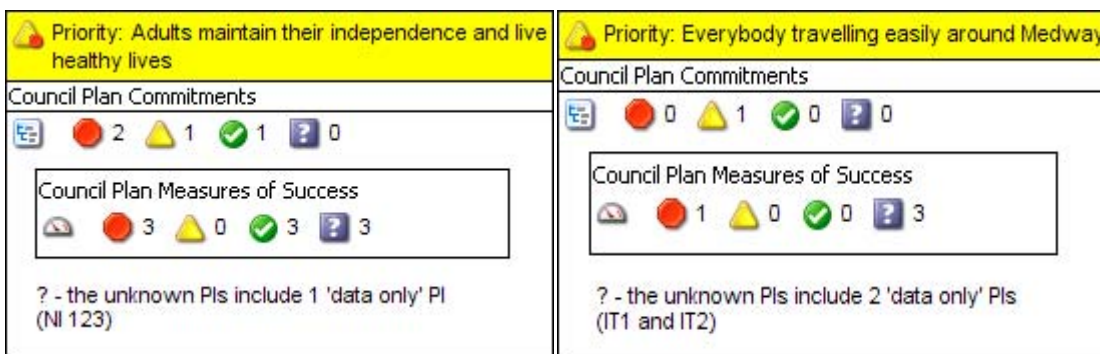 Priority: Adults maintain their independence and live
healthy lives
Council Plan Commitments
2 1 1 ? 0
Council Plan Measures of Success
3 0 3 ? 3
? - the unknown PIs include 1 'data only' PI
(NI 123)
Priority: Everybody travelling easily around Medway
Council Plan Commitments
0 1 0 ? 0
Council Plan Measures of Success
1 0 0 ? 3
? - the unknown PIs include 2 'data only' PIs
(IT1 and IT2)